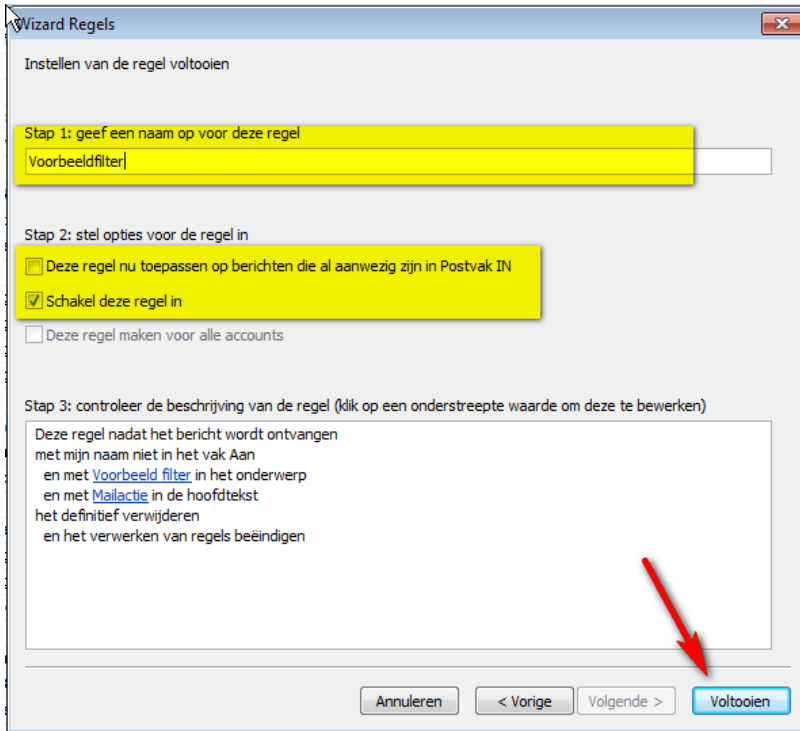 Wizard Regels
Instellen van de regel voltooien
Stap 1: geef een naam op voor deze regel
Voorbeeldfilter
Stap 2: stel opties voor de regel in
Deze regel nu toepassen op berichten die al aanwezig zijn in Postvak IN
Schakel deze regel in
Deze regel maken voor alle accounts
Stap 3: controleer de beschrijving van de regel (klik op een onderstreepte waarde om deze te bewerken)
Deze regel nadat het bericht wordt ontvangen
met mijn naam niet in het vak Aan
en met Voorbeeld filter in het onderwerp
en met Mailactie in de hoofdtekst
het definitief verwijderen
en het verwerken van regels beëindigen
Annuleren < Vorige Volgende > Voltooien